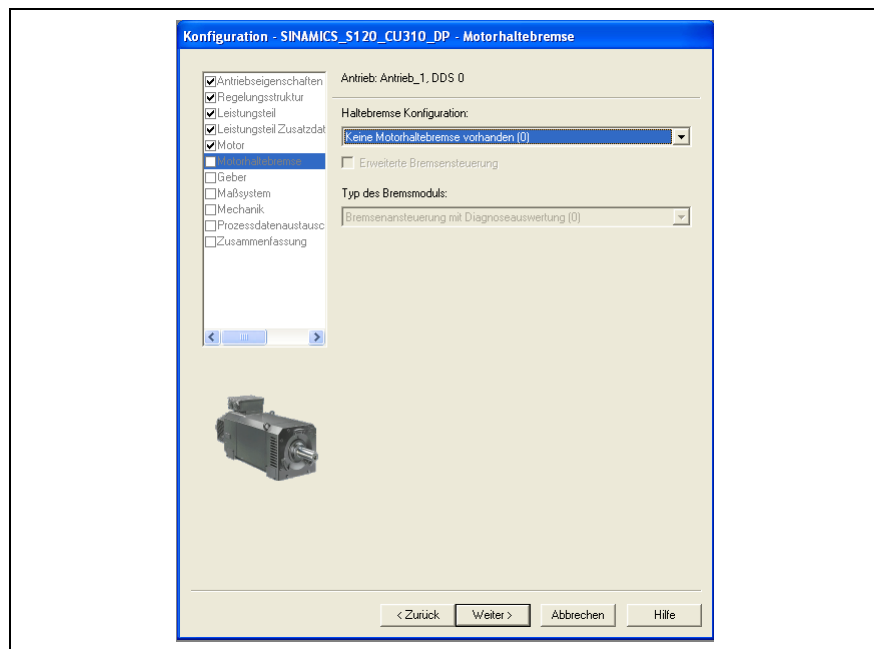 Konfiguration - SINAMICS_S120_CU310_DP - Motorhaltebremse
Antriebseigenschaften
Regelungsstruktur
Leistungsteil
Leistungsteil Zusatzdat
Motor
Motorhaltebremse
Geber
Maßsystem
Mechanik
Prozessdatenaustausc
Zusammenfassung
Antrieb: Antrieb_1, DDS 0
Haltebremse Konfiguration:
Keine Motorhaltebremse vorhanden (0)
Erweiterte Bremsensteuerung
Typ des Bremsmoduls:
Bremsenansteuerung mit Diagnoseauswertung (0)
< Zurück
Weiter >
Abbrechen
Hilfe